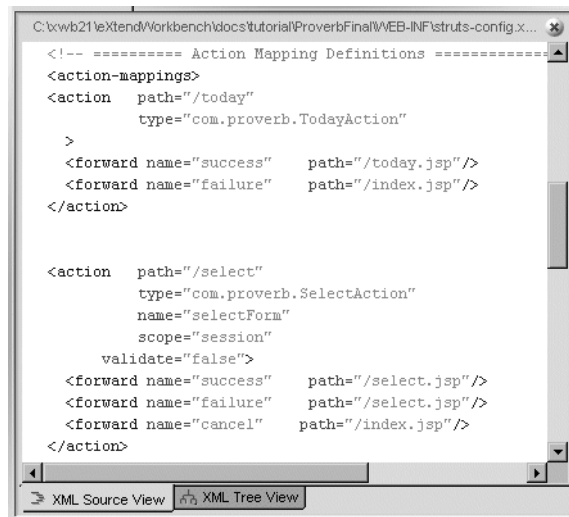 C:\xwb21\eXtendWorkbench\docs\tutorial\ProverbFinal\WEB-INF\struts-config.x...
<!-- ========== Action Mapping Definitions =============
<action-mappings>
<action   path="/today"
          type="com.proverb.TodayAction"
  >
  <forward name="success"    path="/today.jsp"/>
  <forward name="failure"    path="/index.jsp"/>
</action>
<action   path="/select"
          type="com.proverb.SelectAction"
          name="selectForm"
          scope="session"
      validate="false">
  <forward name="success"    path="/select.jsp"/>
  <forward name="failure"    path="/select.jsp"/>
  <forward name="cancel"    path="/index.jsp"/>
</action>
XML Source View   XML Tree View